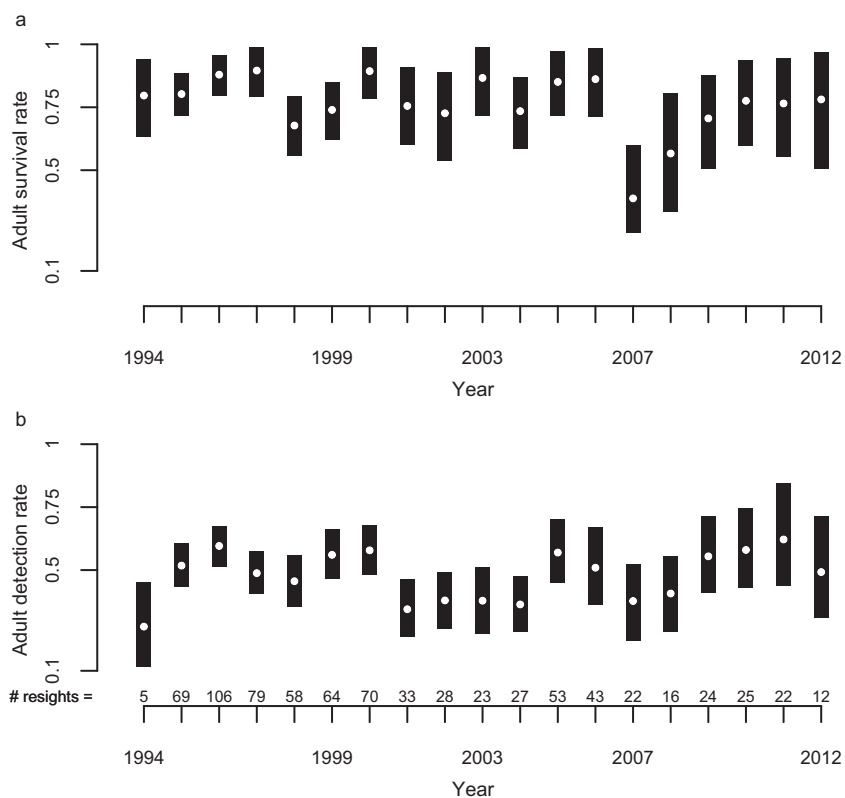 a
Adult survival rate
1
0.75
0.5
0.1
1994 1999 2003 2007 2012
Year
b
Adult detection rate
1
0.75
0.5
0.1
# resights = 5 69 106 79 58 64 70 33 28 23 27 53 43 22 16 24 25 22 12
1994 1999 2003 2007 2012
Year